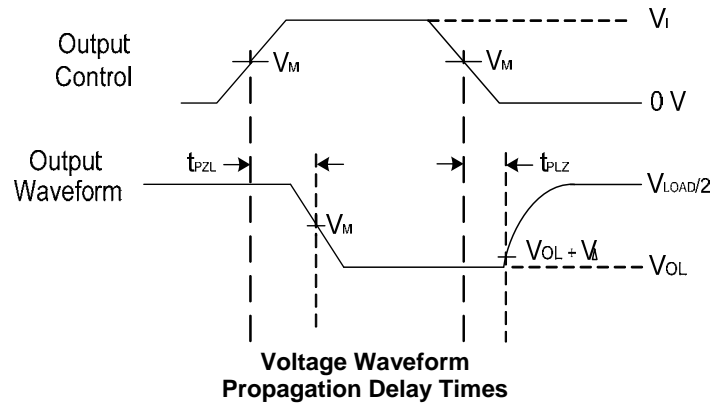 Output
Control
VM
VM
VI
0 V
Output
Waveform
tPZL
tPLZ
VLOAD/2
VM
VOL + VΔ
VOL
Voltage Waveform
Propagation Delay Times